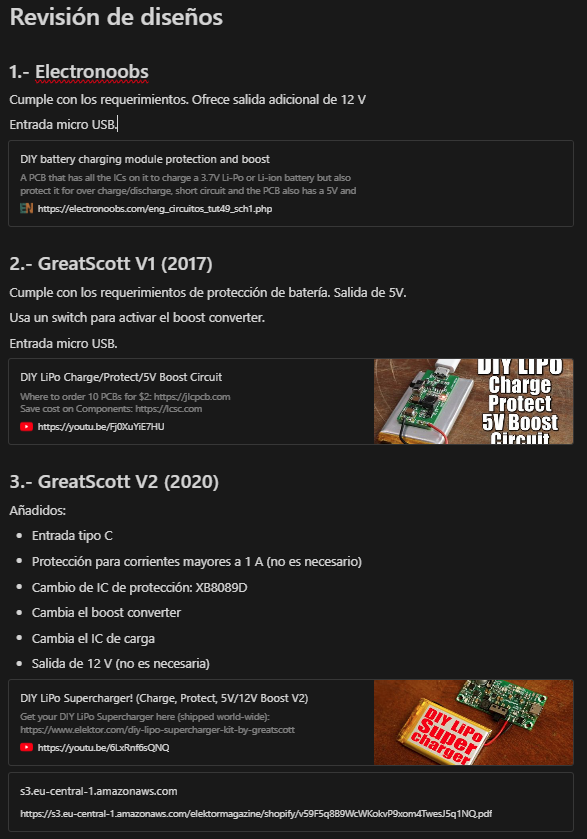 Revisión de diseños
1.- Electronoobs
Cumple con los requerimientos. Ofrece salida adicional de 12 V
Entrada micro USB.
DIY battery charging module protection and boost
A PCB that has all the ICs on it to charge a 3.7V Li-Po or Li-ion battery but also
protect it for over charge/discharge, short circuit and the PCB also has a 5V and
EN https://electronoobs.com/eng_circuitos_tut49_sch1.php
2.- GreatScott V1 (2017)
Cumple con los requerimientos de protección de batería. Salida de 5V.
Usa un switch para activar el boost converter.
Entrada micro USB.
DIY LiPo Charge/Protect/5V Boost Circuit
Where to order 10 PCBs for $2: https://jlcpcb.com
Save cost on Components: https://lcsc.com
https://youtu.be/Fj0XuYiE7HU
DIY LiPo
Charge
Protect
5V Boost
Circuit
3.- GreatScott V2 (2020)
Añadidos:
• Entrada tipo C
• Protección para corrientes mayores a 1 A (no es necesario)
• Cambio de IC de protección: XB8089D
• Cambia el boost converter
• Cambia el IC de carga
• Salida de 12 V (no es necesaria)
DIY LiPo Supercharger! (Charge, Protect, 5V/12V Boost V2)
Get your DIY LiPo Supercharger here (shipped world-wide):
https://www.elektor.com/diy-lipo-supercharger-kit-by-greatscott
https://youtu.be/6LxRnf6sQNQ
DIY LiPo
Super
charger
s3.eu-central-1.amazonaws.com
https://s3.eu-central-1.amazonaws.com/elektormagazine/shopify/v59F5q8B9WcWKokvP9xom4TwesJ5q1NQ.pdf